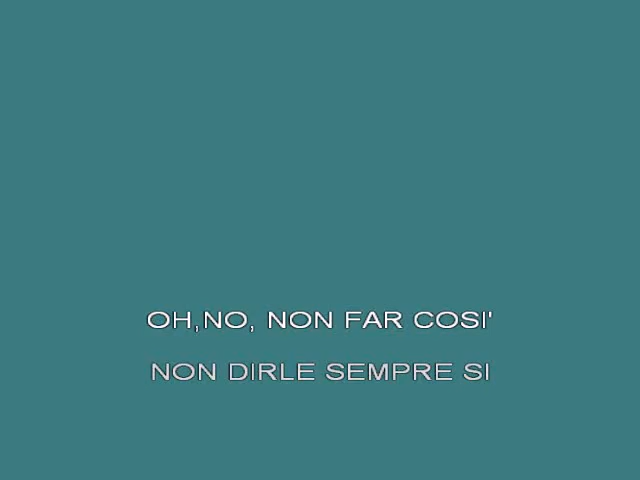 OH,NO, NON FAR COSI'
NON DIRLE SEMPRE SI